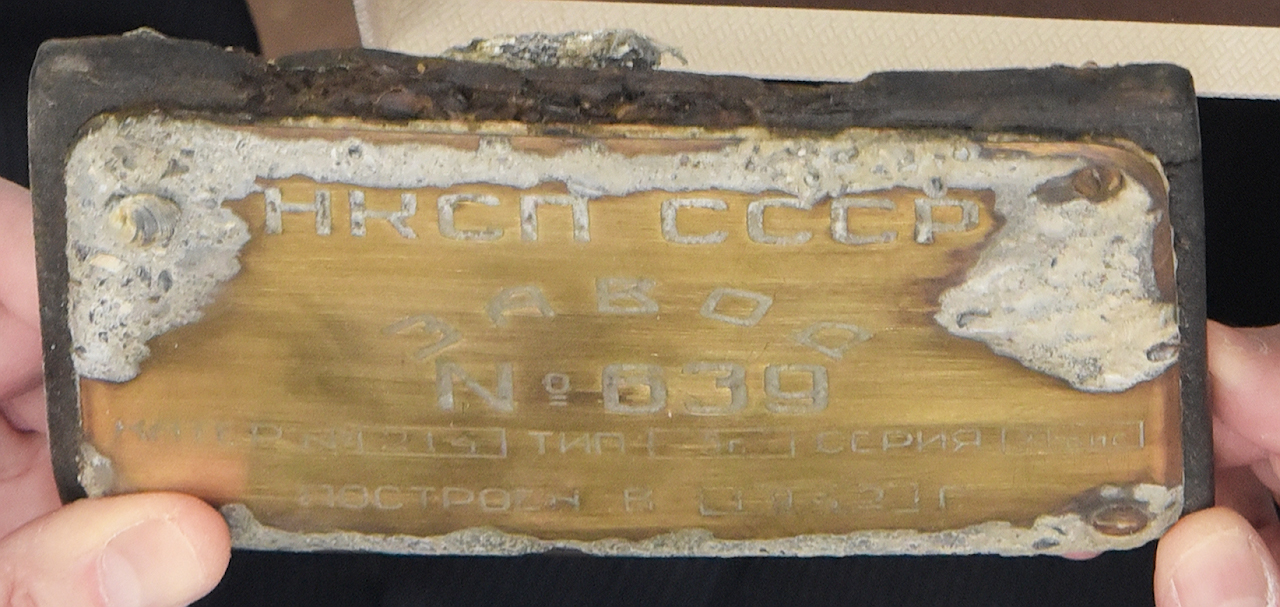 НКСП СССР
ЗАВОД
№ 639
ТИП СЕРИЯ
ПОСТРОЕН В Г